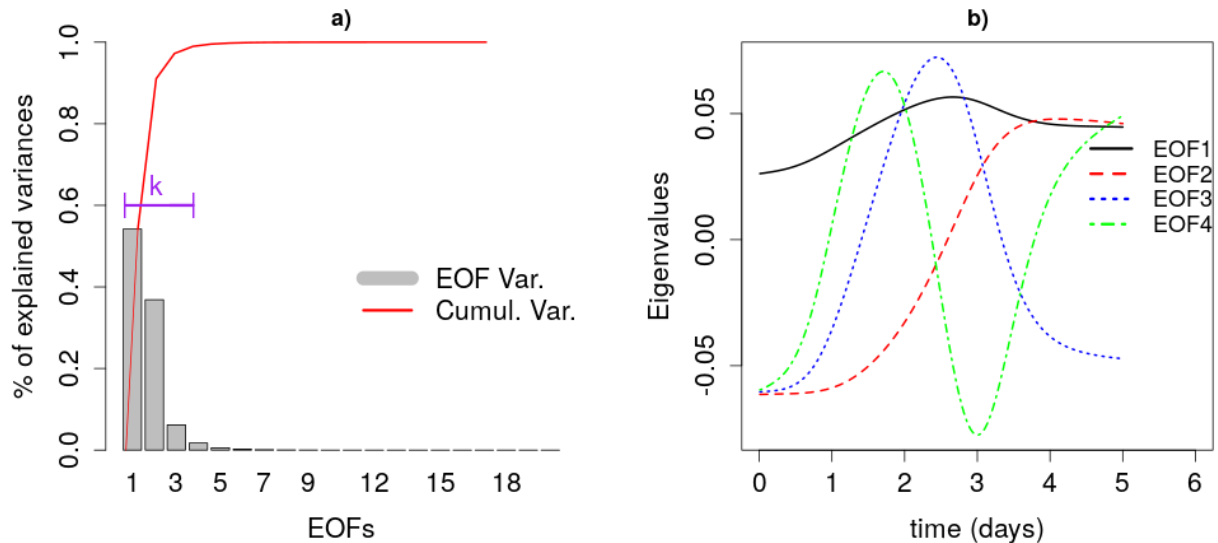 a)
% of explained variances
1.0
0.8
0.6
0.4
0.2
0.0
k
EOF Var.
Cumul. Var.
1 3 5 7 9 12 15 18
EOFs
b)
Eigenvalues
0.05
0.00
-0.05
EOF1
EOF2
EOF3
EOF4
0 1 2 3 4 5 6
time (days)